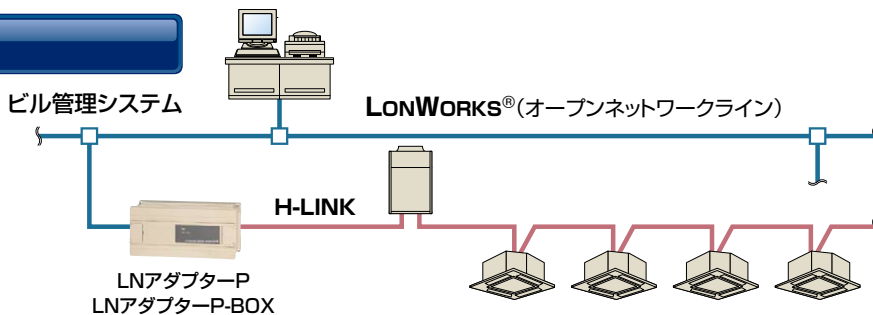 ビル管理システム
LONWORKS®(オープンネットワークライン)
H-LINK
LNアダプターP
LNアダプターP-BOX